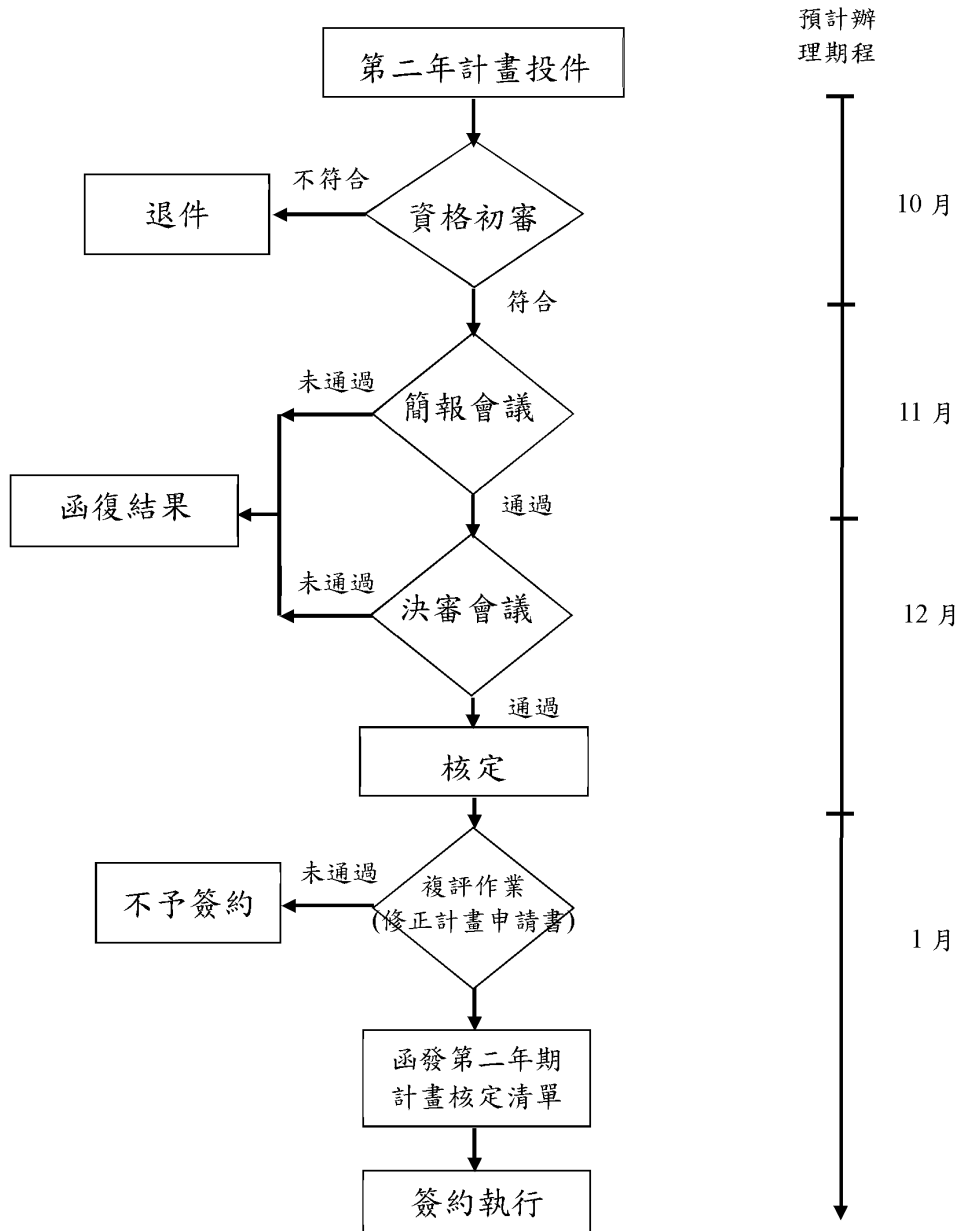 預計辦
理期程
第二年計畫投件
不符合
退件
資格初審
10 月
符合
未通過
簡報會議
11 月
函復結果
通過
未通過
決審會議
12 月
通過
核定
未通過
不予簽約
複評作業
(修正計畫申請書)
1 月
函發第二年期
計畫核定清單
簽約執行